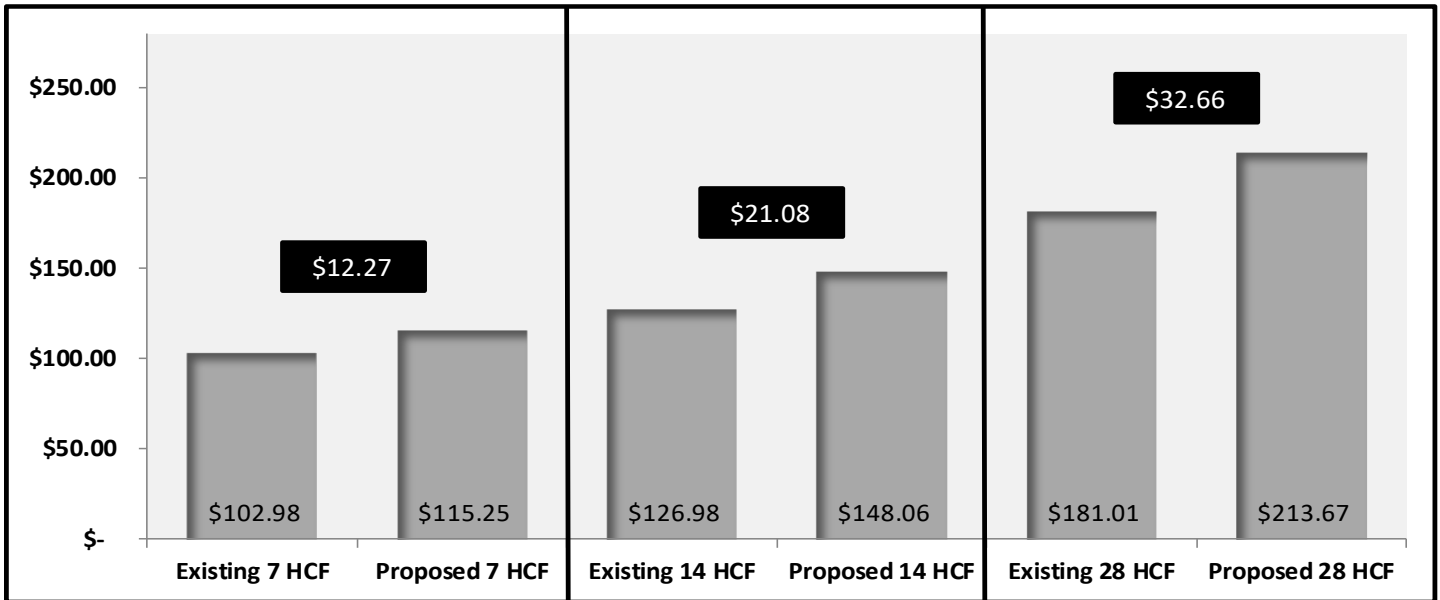 $250.00
$200.00
$150.00
$100.00
$50.00
$-
$12.27
$21.08
$32.66
$102.98
$115.25
$126.98
$148.06
$181.01
$213.67
Existing 7 HCF
Proposed 7 HCF
Existing 14 HCF
Proposed 14 HCF
Existing 28 HCF
Proposed 28 HCF